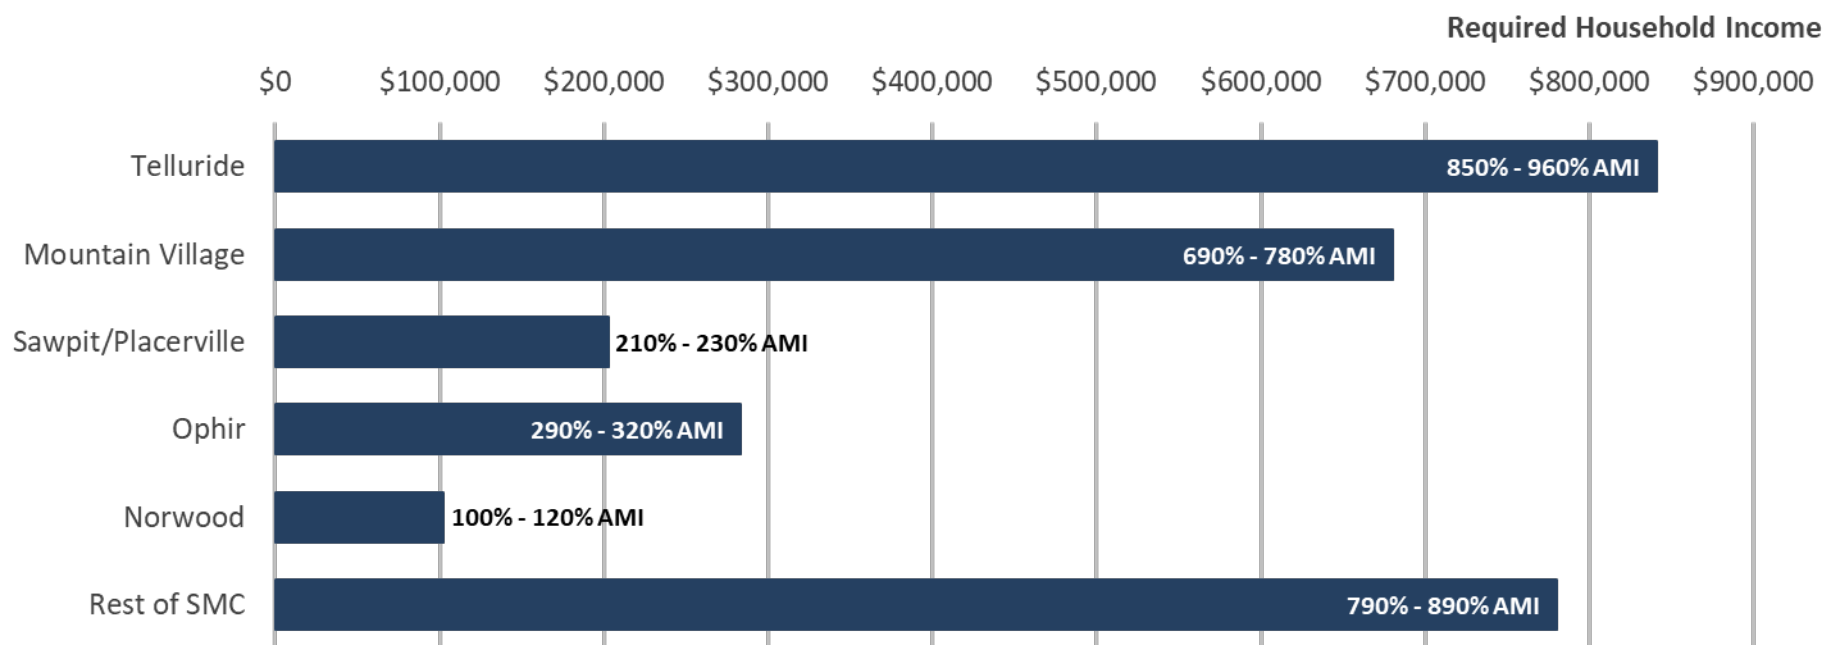 Required Household Income
$0 $100,000 $200,000 $300,000 $400,000 $500,000 $600,000 $700,000 $800,000 $900,000
Telluride 850% - 960% AMI
Mountain Village 690% - 780% AMI
Sawpit/Placerville 210% - 230% AMI
Ophir 290% - 320% AMI
Norwood 100% - 120% AMI
Rest of SMC 790% - 890% AMI